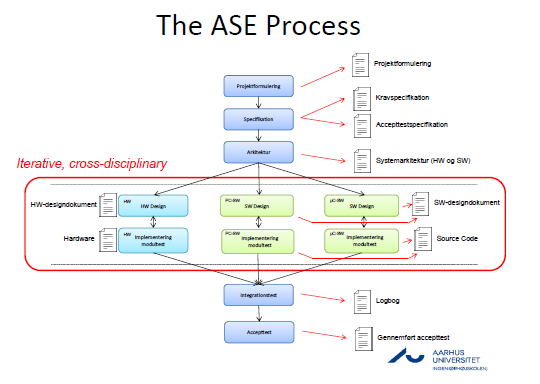 The ASE Process
Projektformulering
Projektformulering
Kravspecifikation
Specifikation
Accepttestspecifikation
Arkitektur
Systemarkitektur (HW og SW)
Iterative, cross-disciplinary
HW-designdokument
HW
HW Design
PC-SW
SW Design
µC-SW
SW Design
SW-designdokument
Hardware
HW
Implementering
modultest
PC-SW
Implementering
modultest
µC-SW
Implementering
modultest
Source Code
Integrationstest
Logbog
Accepttest
Gennemført accepttest
AARHUS
UNIVERSITET
INGENIØRHØJSKOLEN